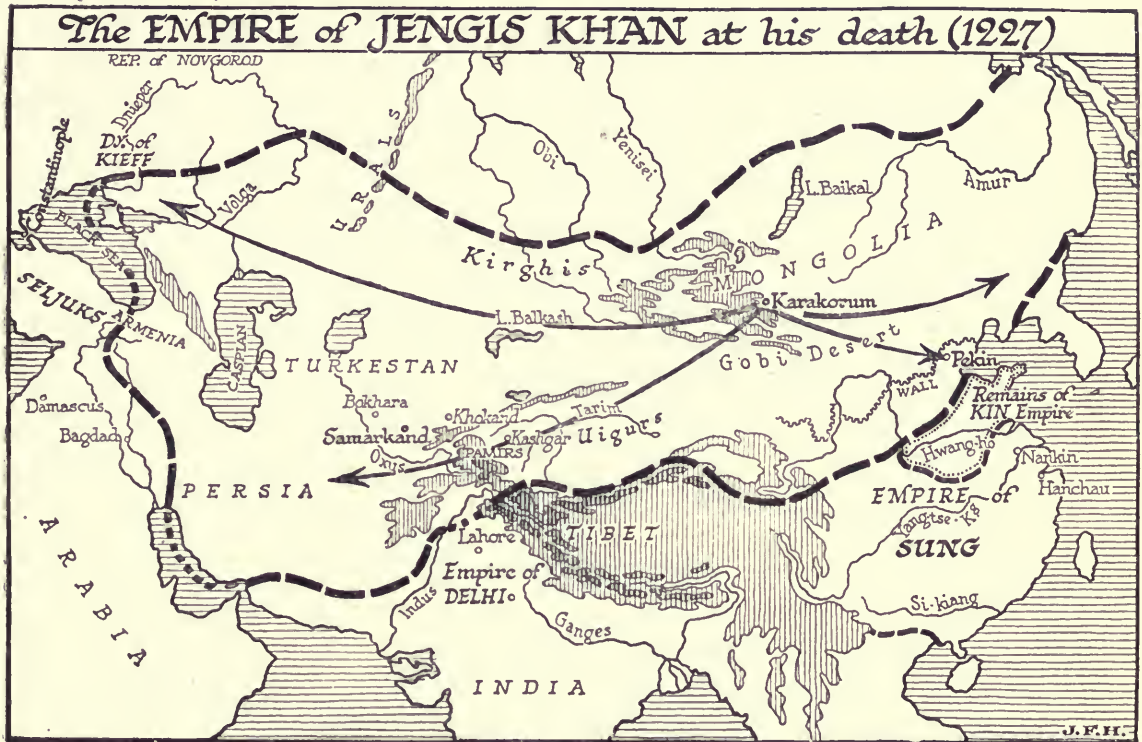 The EMPIRE of JENGIS KHAN at his death (1227)
REP. of NOVGOROD
Dnieper
Constantinople
DY. of
KIEFF
Volga
URALS
Obi
Yenisei
L. Baikal
Amur
BLACK SEA
Kirghis
MONGOLIA
SELJUKS
ARMENIA
CASPIAN
L. Balkash
Karakorum
Gobi Desert
TURKESTAN
Pekin
WALL
Remains of
KIN Empire
Damascus
Bagdad
Bokhara
Khokand
Tarim
Samarkand
Kashgar
Uigurs
Oxus
PAMIRS
Hwang-ho
Nankin
Hanchau
PERSIA
EMPIRE of
SUNG
Yangtse-Kg
ARABIA
TIBET
Lahore
Empire of
DELHI
Indus
Ganges
Si-kiang
INDIA
J.F.H.